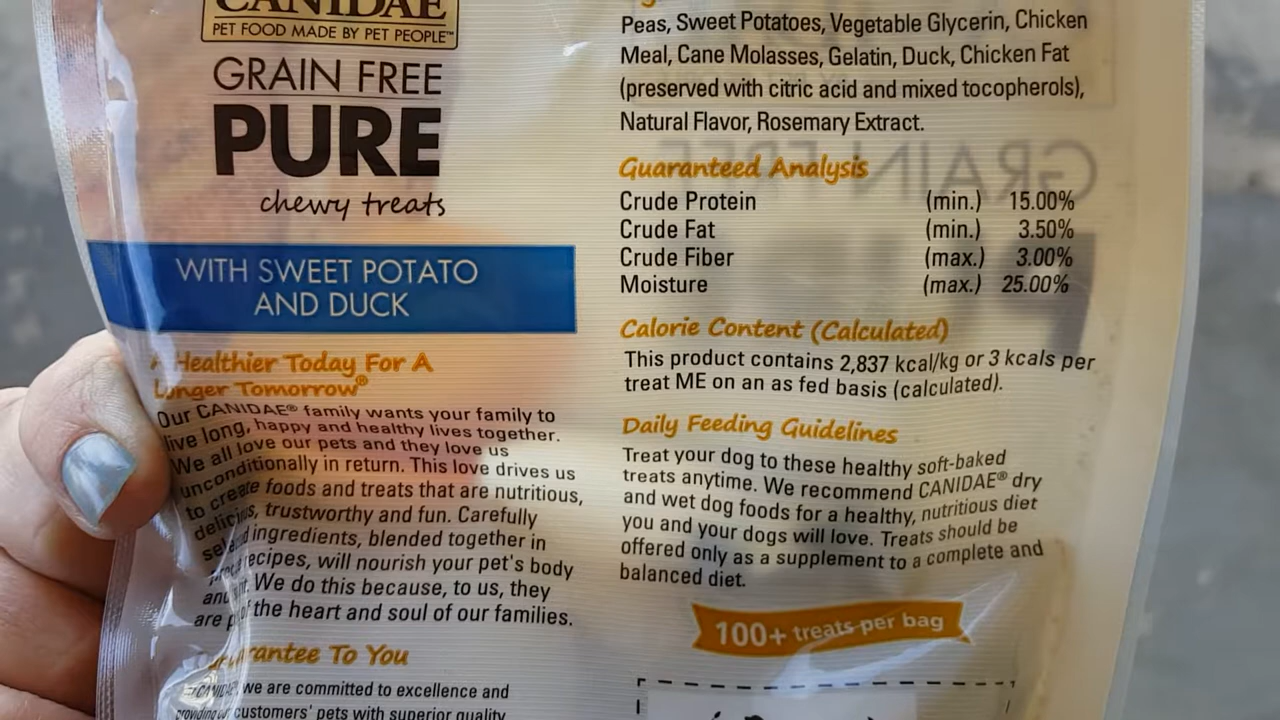 CANIDAE
PET FOOD MADE BY PET PEOPLE™
GRAIN FREE
PURE
chewy treats
WITH SWEET POTATO
AND DUCK
A Healthier Today For A
Longer Tomorrow®
Our CANIDAE® family wants your family to
live long, happy and healthy lives together.
We all love our pets and they love us
unconditionally in return. This love drives us
to create foods and treats that are nutritious,
delicious, trustworthy and fun. Carefully
ingredients, blended together in
recipes, will nourish your pet's body
and We do this because, to us, they
are the heart and soul of our families.
Guarantee To You
CANIDAE, we are committed to excellence and
providing our customers' pets with superior quality
Peas, Sweet Potatoes, Vegetable Glycerin, Chicken
Meal, Cane Molasses, Gelatin, Duck, Chicken Fat
(preserved with citric acid and mixed tocopherols),
Natural Flavor, Rosemary Extract.
Guaranteed Analysis
Crude Protein (min.) 15.00%
Crude Fat (min.) 3.50%
Crude Fiber (max.) 3.00%
Moisture (max.) 25.00%
Calorie Content (Calculated)
This product contains 2,837 kcal/kg or 3 kcals per
treat ME on an as fed basis (calculated).
Daily Feeding Guidelines
Treat your dog to these healthy soft-baked
treats anytime. We recommend CANIDAE® dry
and wet dog foods for a healthy, nutritious diet
you and your dogs will love. Treats should be
offered only as a supplement to a complete and
balanced diet.
100+ treats per bag